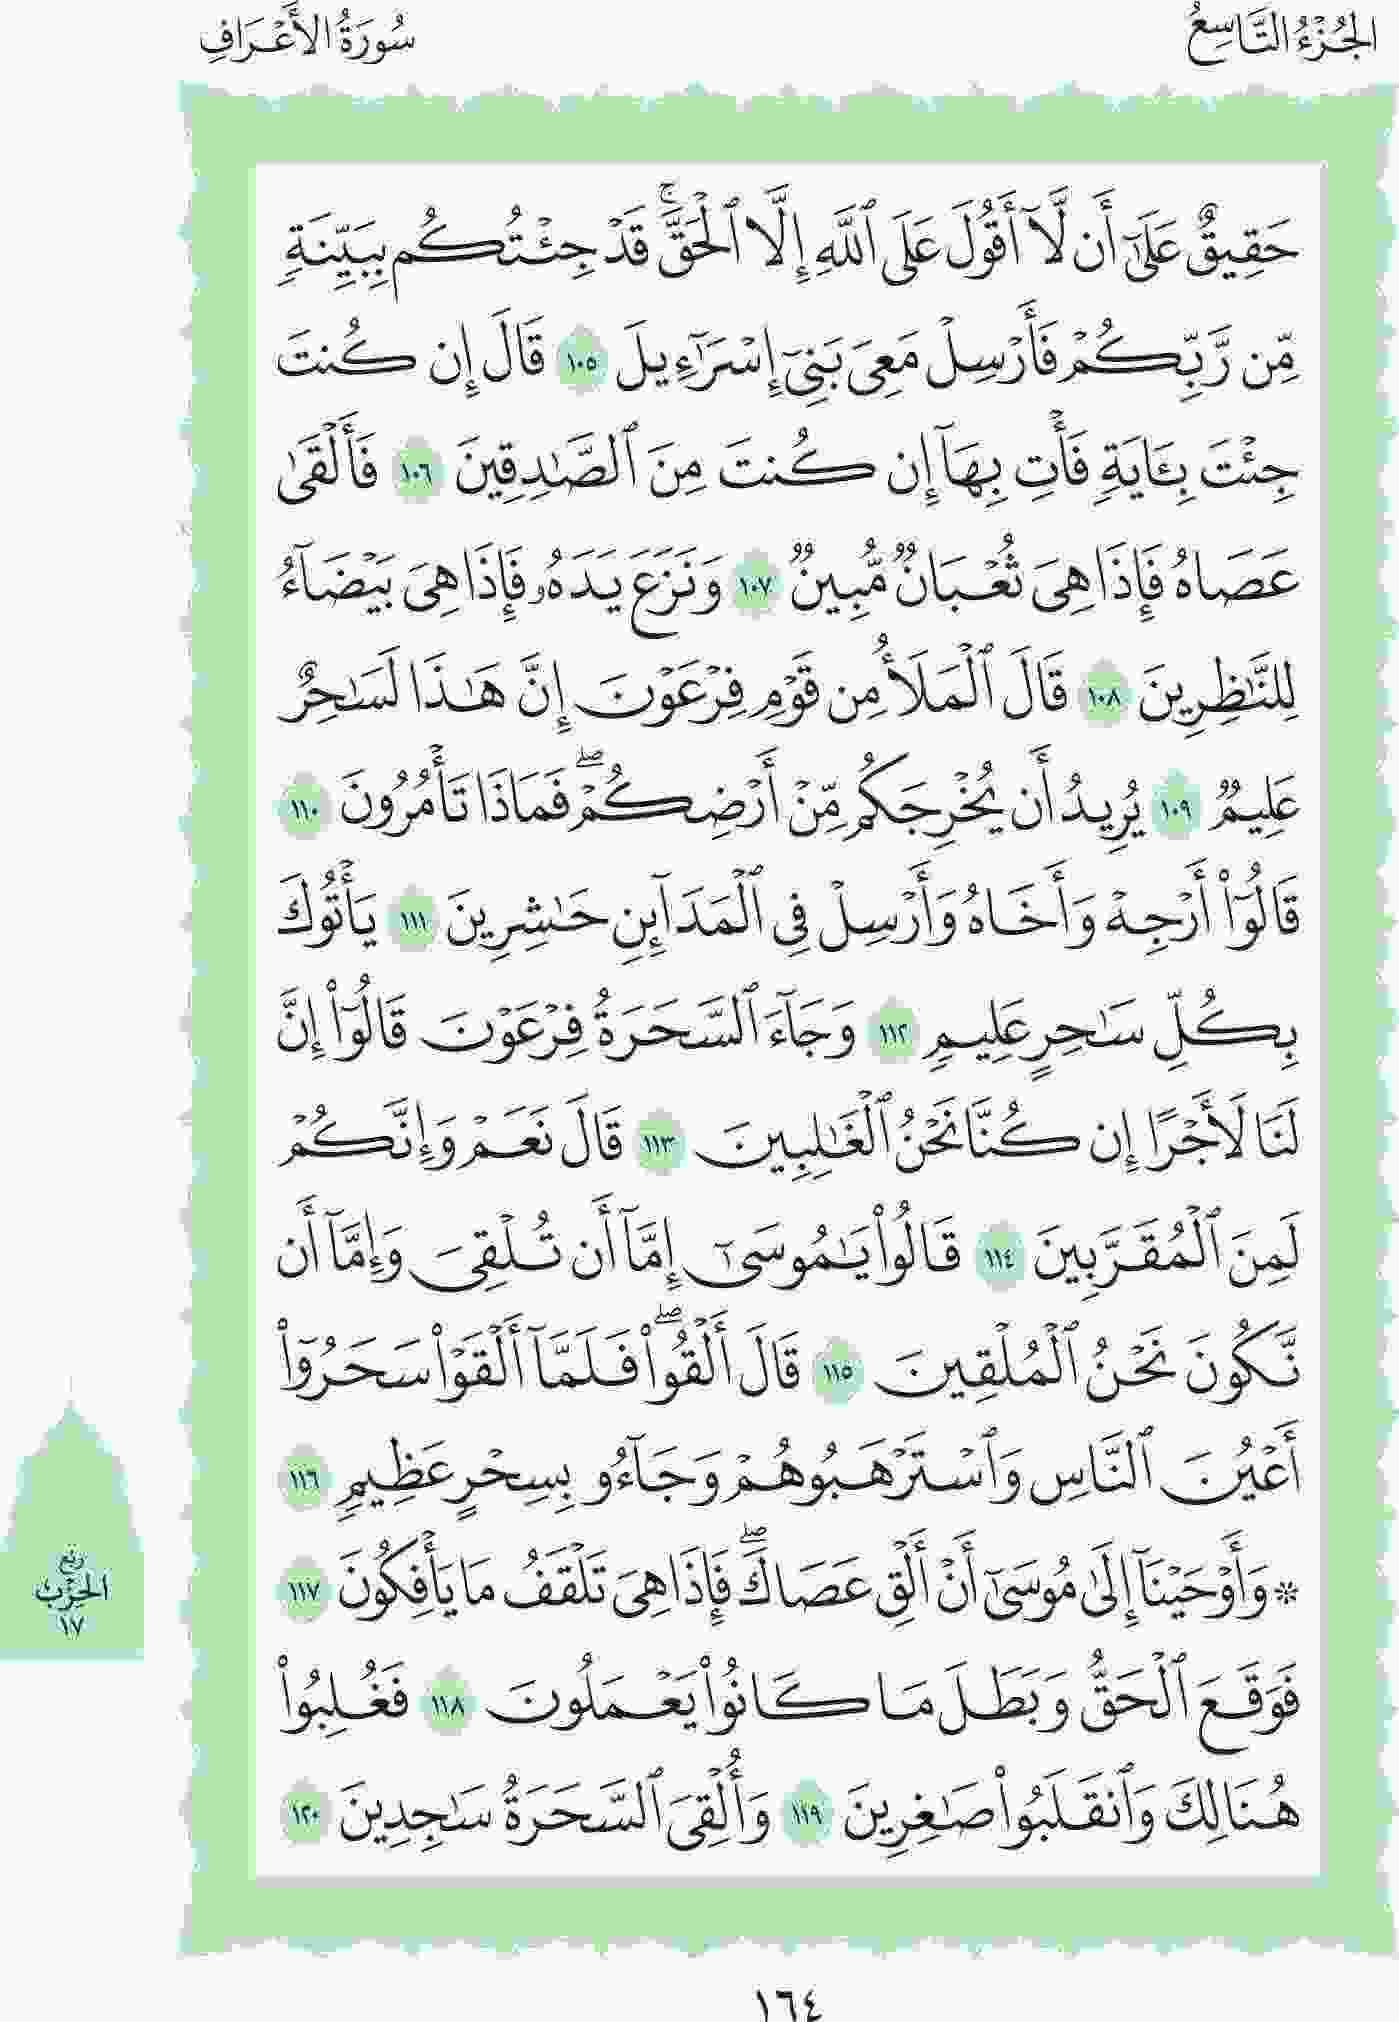 الجُزْءُ التَّاسِعُ
سُورَةُ الأَعْرَافِ
حَقِيقٌ عَلَىٰٓ أَن لَّآ أَقُولَ عَلَى ٱللَّهِ إِلَّا ٱلْحَقَّۚ قَدْ جِئْتُكُم بِبَيِّنَةٖ
مِّن رَّبِّكُمْ فَأَرْسِلْ مَعِىَ بَنِىٓ إِسْرَٰٓءِيلَ ١٠٥ قَالَ إِن كُنتَ
جِئْتَ بِـَٔايَةٖ فَأْتِ بِهَآ إِن كُنتَ مِنَ ٱلصَّٰدِقِينَ ١٠٦ فَأَلْقَىٰ
عَصَاهُ فَإِذَا هِىَ ثُعْبَانٞ مُّبِينٞ ١٠٧ وَنَزَعَ يَدَهُۥ فَإِذَا هِىَ بَيْضَآءُ
لِلنَّٰظِرِينَ ١٠٨ قَالَ ٱلْمَلَأُ مِن قَوْمِ فِرْعَوْنَ إِنَّ هَٰذَا لَسَٰحِرٌ
عَلِيمٞ ١٠٩ يُرِيدُ أَن يُخْرِجَكُم مِّنْ أَرْضِكُمْۖ فَمَاذَا تَأْمُرُونَ ١١٠
قَالُوٓا۟ أَرْجِهْ وَأَخَاهُ وَأَرْسِلْ فِى ٱلْمَدَآئِنِ حَٰشِرِينَ ١١١ يَأْتُوكَ
بِكُلِّ سَٰحِرٍ عَلِيمٖ ١١٢ وَجَآءَ ٱلسَّحَرَةُ فِرْعَوْنَ قَالُوٓا۟ إِنَّ
لَنَا لَأَجْرًا إِن كُنَّا نَحْنُ ٱلْغَٰلِبِينَ ١١٣ قَالَ نَعَمْ وَإِنَّكُمْ
لَمِنَ ٱلْمُقَرَّبِينَ ١١٤ قَالُوا۟ يَٰمُوسَىٰٓ إِمَّآ أَن تُلْقِىَ وَإِمَّآ أَن
نَّكُونَ نَحْنُ ٱلْمُلْقِينَ ١١٥ قَالَ أَلْقُوا۟ۖ فَلَمَّآ أَلْقَوْا۟ سَحَرُوٓا۟
أَعْيُنَ ٱلنَّاسِ وَٱسْتَرْهَبُوهُمْ وَجَآءُو بِسِحْرٍ عَظِيمٖ ١١٦
۞ وَأَوْحَيْنَآ إِلَىٰ مُوسَىٰٓ أَنْ أَلْقِ عَصَاكَۖ فَإِذَا هِىَ تَلْقَفُ مَا يَأْفِكُونَ ١١٧
فَوَقَعَ ٱلْحَقُّ وَبَطَلَ مَا كَانُوا۟ يَعْمَلُونَ ١١٨ فَغُلِبُوا۟
هُنَالِكَ وَٱنقَلَبُوا۟ صَٰغِرِينَ ١١٩ وَأُلْقِىَ ٱلسَّحَرَةُ سَٰجِدِينَ ١٢٠
ربع
الحِزْب
١٧
١٦٤